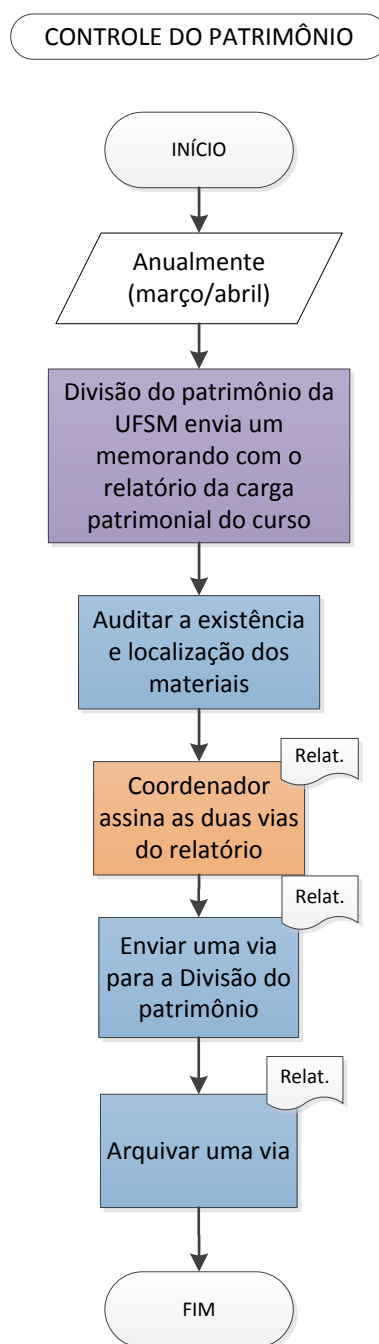 CONTROLE DO PATRIMÔNIO
INÍCIO
Anualmente
(março/abril)
Divisão do patrimônio da
UFSM envia um
memorando com o
relatório da carga
patrimonial do curso
Auditar a existência
e localização dos
materiais
Relat.
Coordenador
assina as duas vias
do relatório
Relat.
Enviar uma via
para a Divisão do
patrimônio
Relat.
Arquivar uma via
FIM